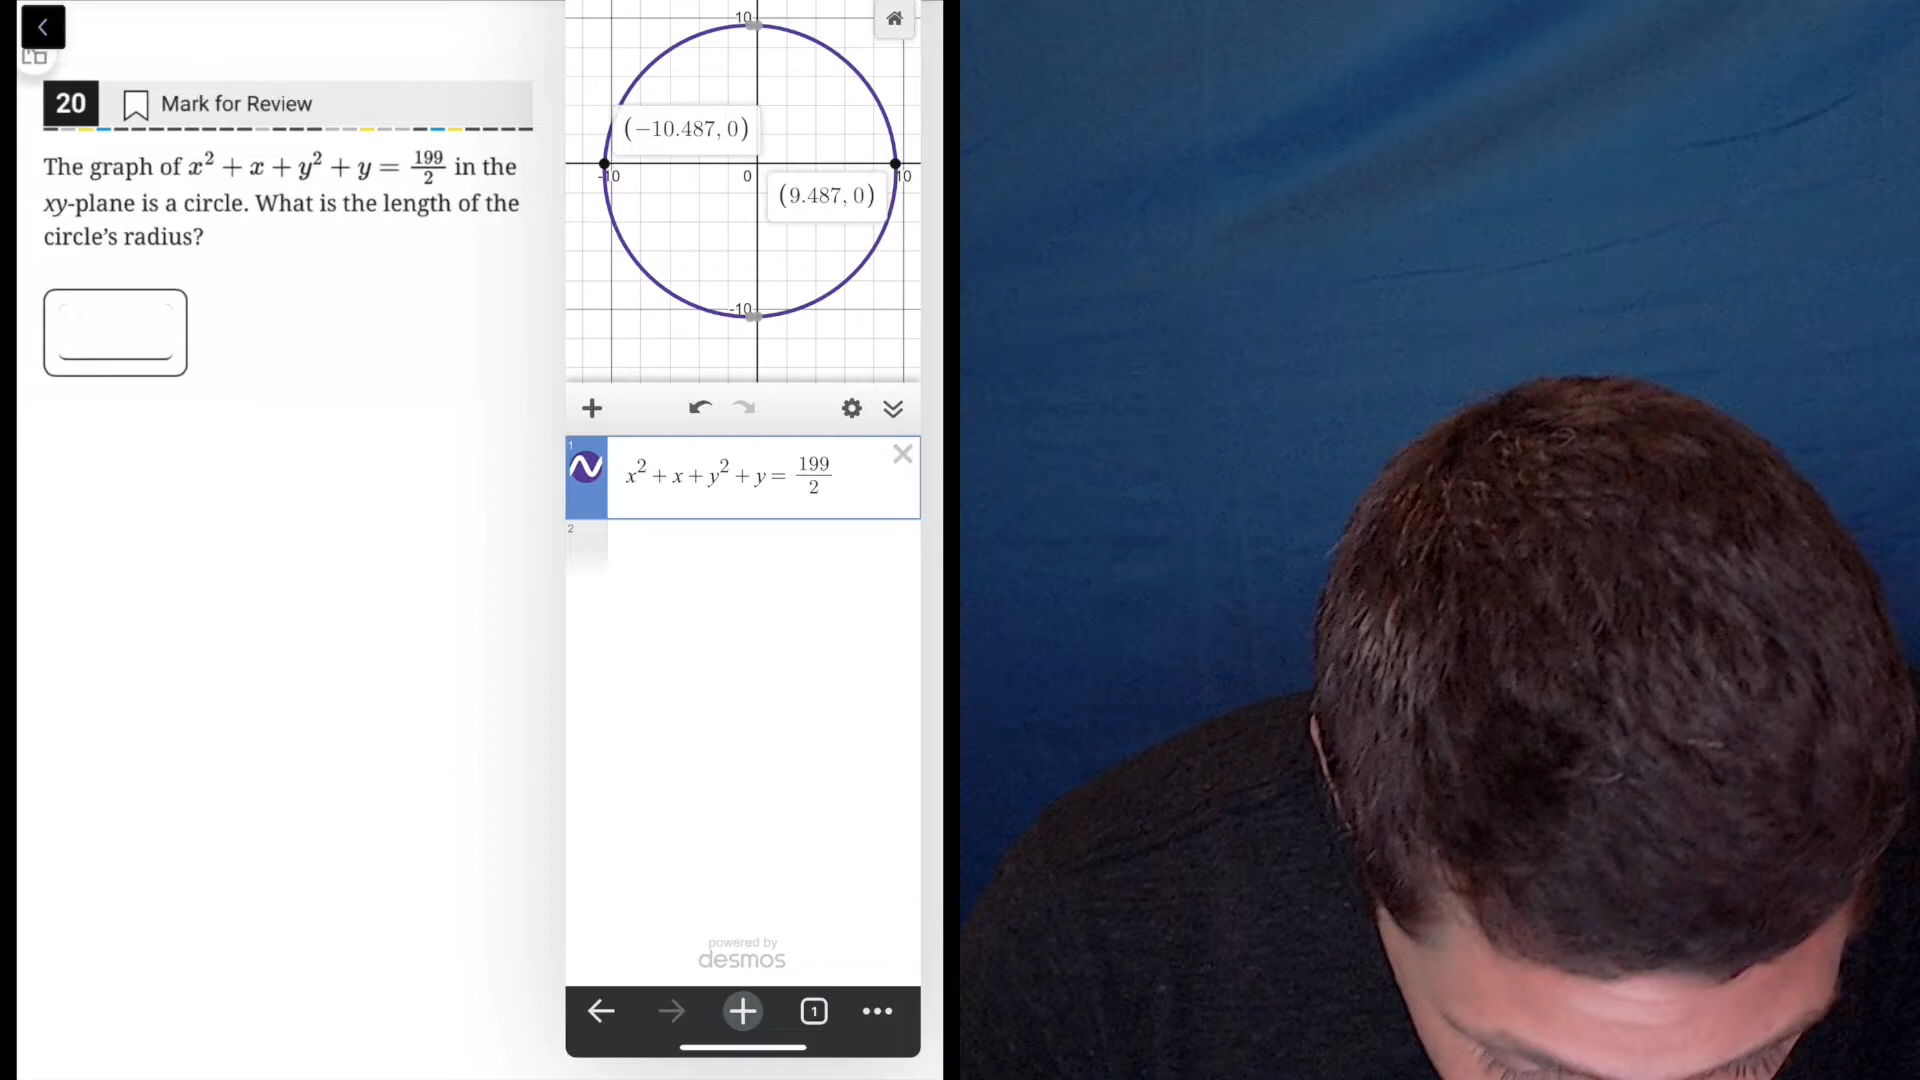 20 Mark for Review
The graph of x² + x + y² + y = 199/2 in the
xy-plane is a circle. What is the length of the
circle's radius?
10
(−10.487, 0)
-10 0 10
(9.487, 0)
-10
1
x² + x + y² + y = 199/2
2
powered by
desmos
1